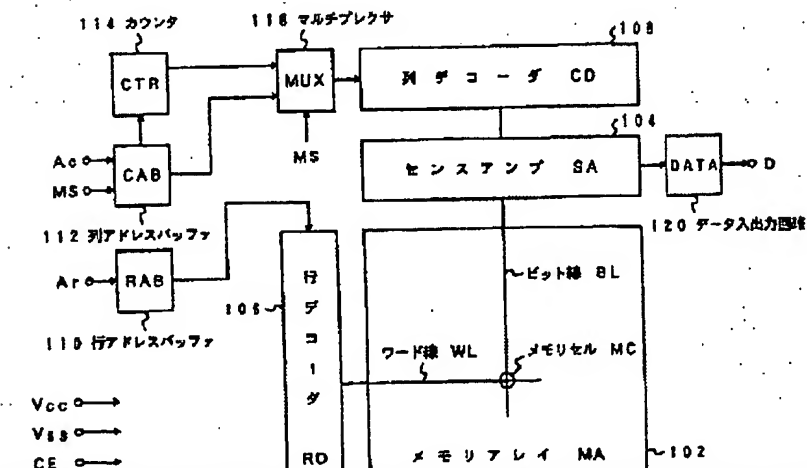 114 カウンタ
116 マルチプレクサ
108
CTR
MUX
列デコーダ CD
104
MS
Ac
MS
CAB
センスアンプ SA
DATA
D
112 列アドレスバッファ
120 データ入出力回路
Ar
RAB
106
行デコーダ RD
ビット線 BL
110 行アドレスバッファ
ワード線 WL
メモリセル MC
Vcc
Vss
CE
メモリアレイ MA
102